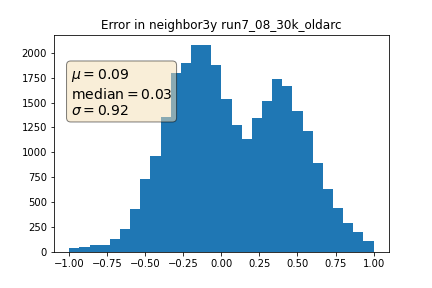 Error in neighbor3y run7_08_30k_oldarc
μ = 0.09
median = 0.03
σ = 0.92
2000
1750
1500
1250
1000
750
500
250
0
−1.00 −0.75 −0.50 −0.25 0.00 0.25 0.50 0.75 1.00